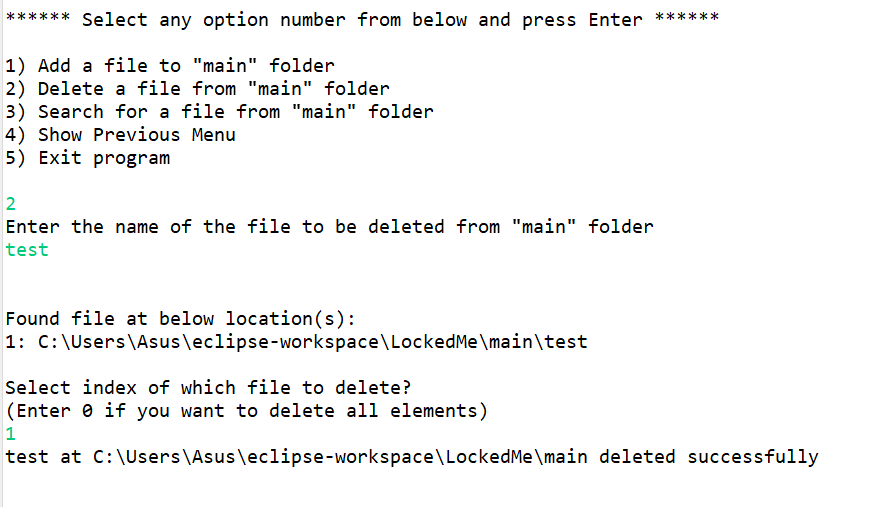 ****** Select any option number from below and press Enter ******
1) Add a file to "main" folder
2) Delete a file from "main" folder
3) Search for a file from "main" folder
4) Show Previous Menu
5) Exit program
2
Enter the name of the file to be deleted from "main" folder
test
Found file at below location(s):
1: C:\Users\Asus\eclipse-workspace\LockedMe\main\test
Select index of which file to delete?
(Enter 0 if you want to delete all elements)
1
test at C:\Users\Asus\eclipse-workspace\LockedMe\main deleted successfully